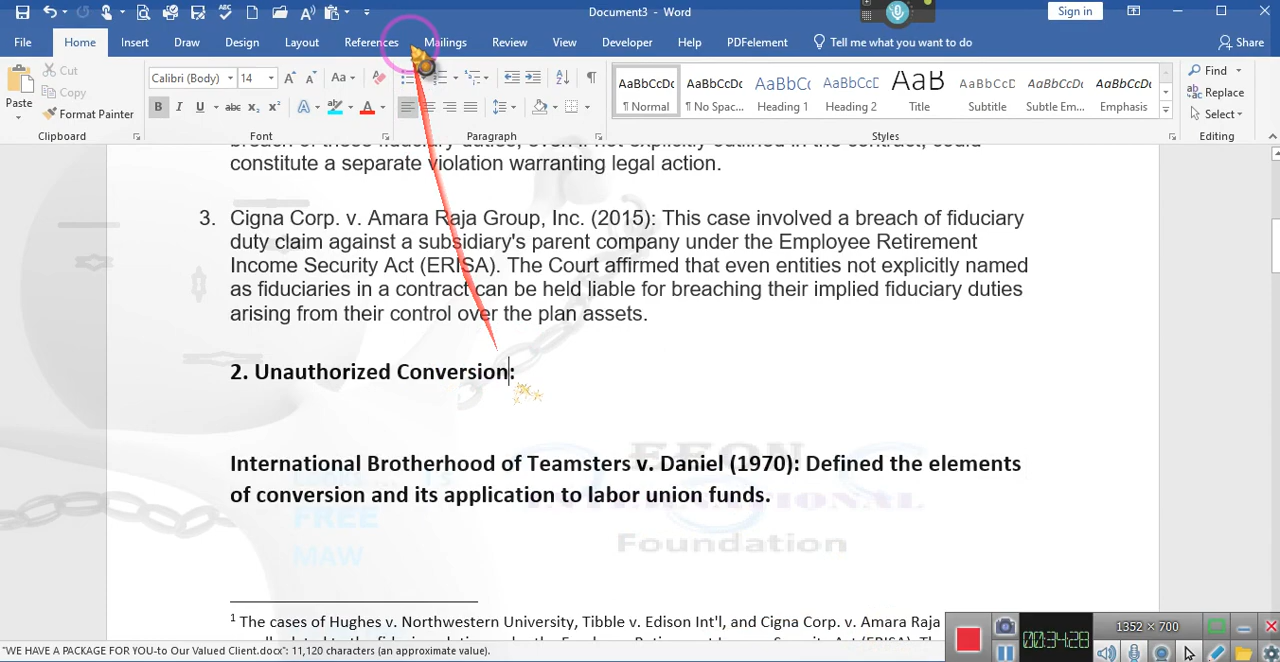 Document3 - Word
Sign in
File
Home
Insert
Draw
Design
Layout
References
Mailings
Review
View
Developer
Help
PDFelement
Tell me what you want to do
Share
Paste
Cut
Copy
Format Painter
Clipboard
Calibri (Body)
14
Font
Paragraph
AaBbCcDc
¶ Normal
AaBbCcDc
¶ No Spac...
AaBbCcDc
Heading 1
AaBbCcDc
Heading 2
AaB
Title
AaBbCcDc
Subtitle
AaBbCcDc
Subtle Em...
AaBbCcDc
Emphasis
Styles
Find
Replace
Select
Editing
constitute a separate violation warranting legal action.
3. Cigna Corp. v. Amara Raja Group, Inc. (2015): This case involved a breach of fiduciary
duty claim against a subsidiary's parent company under the Employee Retirement
Income Security Act (ERISA). The Court affirmed that even entities not explicitly named
as fiduciaries in a contract can be held liable for breaching their implied fiduciary duties
arising from their control over the plan assets.
2. Unauthorized Conversion:
International Brotherhood of Teamsters v. Daniel (1970): Defined the elements
of conversion and its application to labor union funds.
FREE
MAW
Foundation
1 The cases of Hughes v. Northwestern University, Tibble v. Edison Int'l, and Cigna Corp. v. Amara Raja
"WE HAVE A PACKAGE FOR YOU-to Our Valued Client.docx": 11,120 characters (an approximate value).
1352 × 700
00:34:28